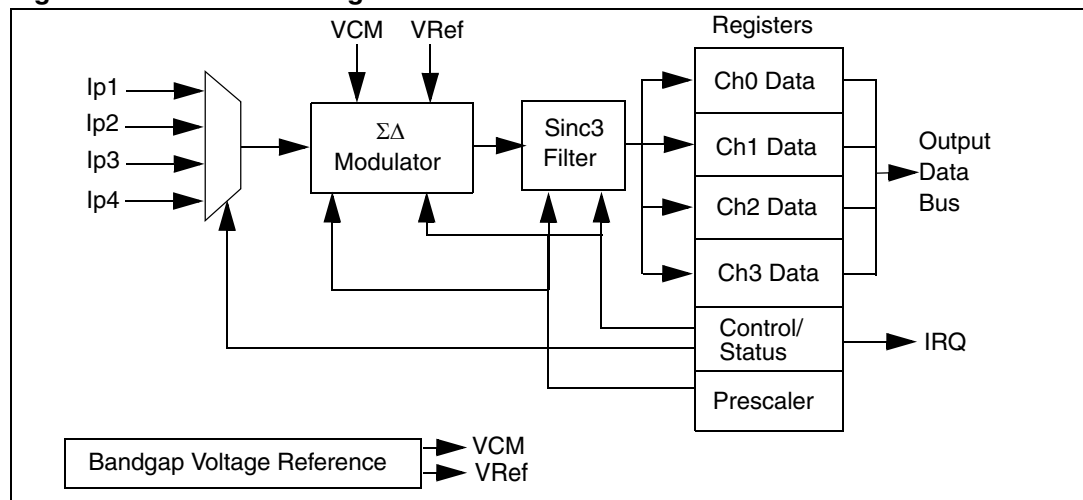 VCM VRef
Registers
Ip1
Ip2
Ip3
Ip4
ΣΔ
Modulator
Sinc3
Filter
Ch0 Data
Ch1 Data
Ch2 Data
Ch3 Data
Control/
Status
Prescaler
Output
Data
Bus
IRQ
Bandgap Voltage Reference
VCM
VRef